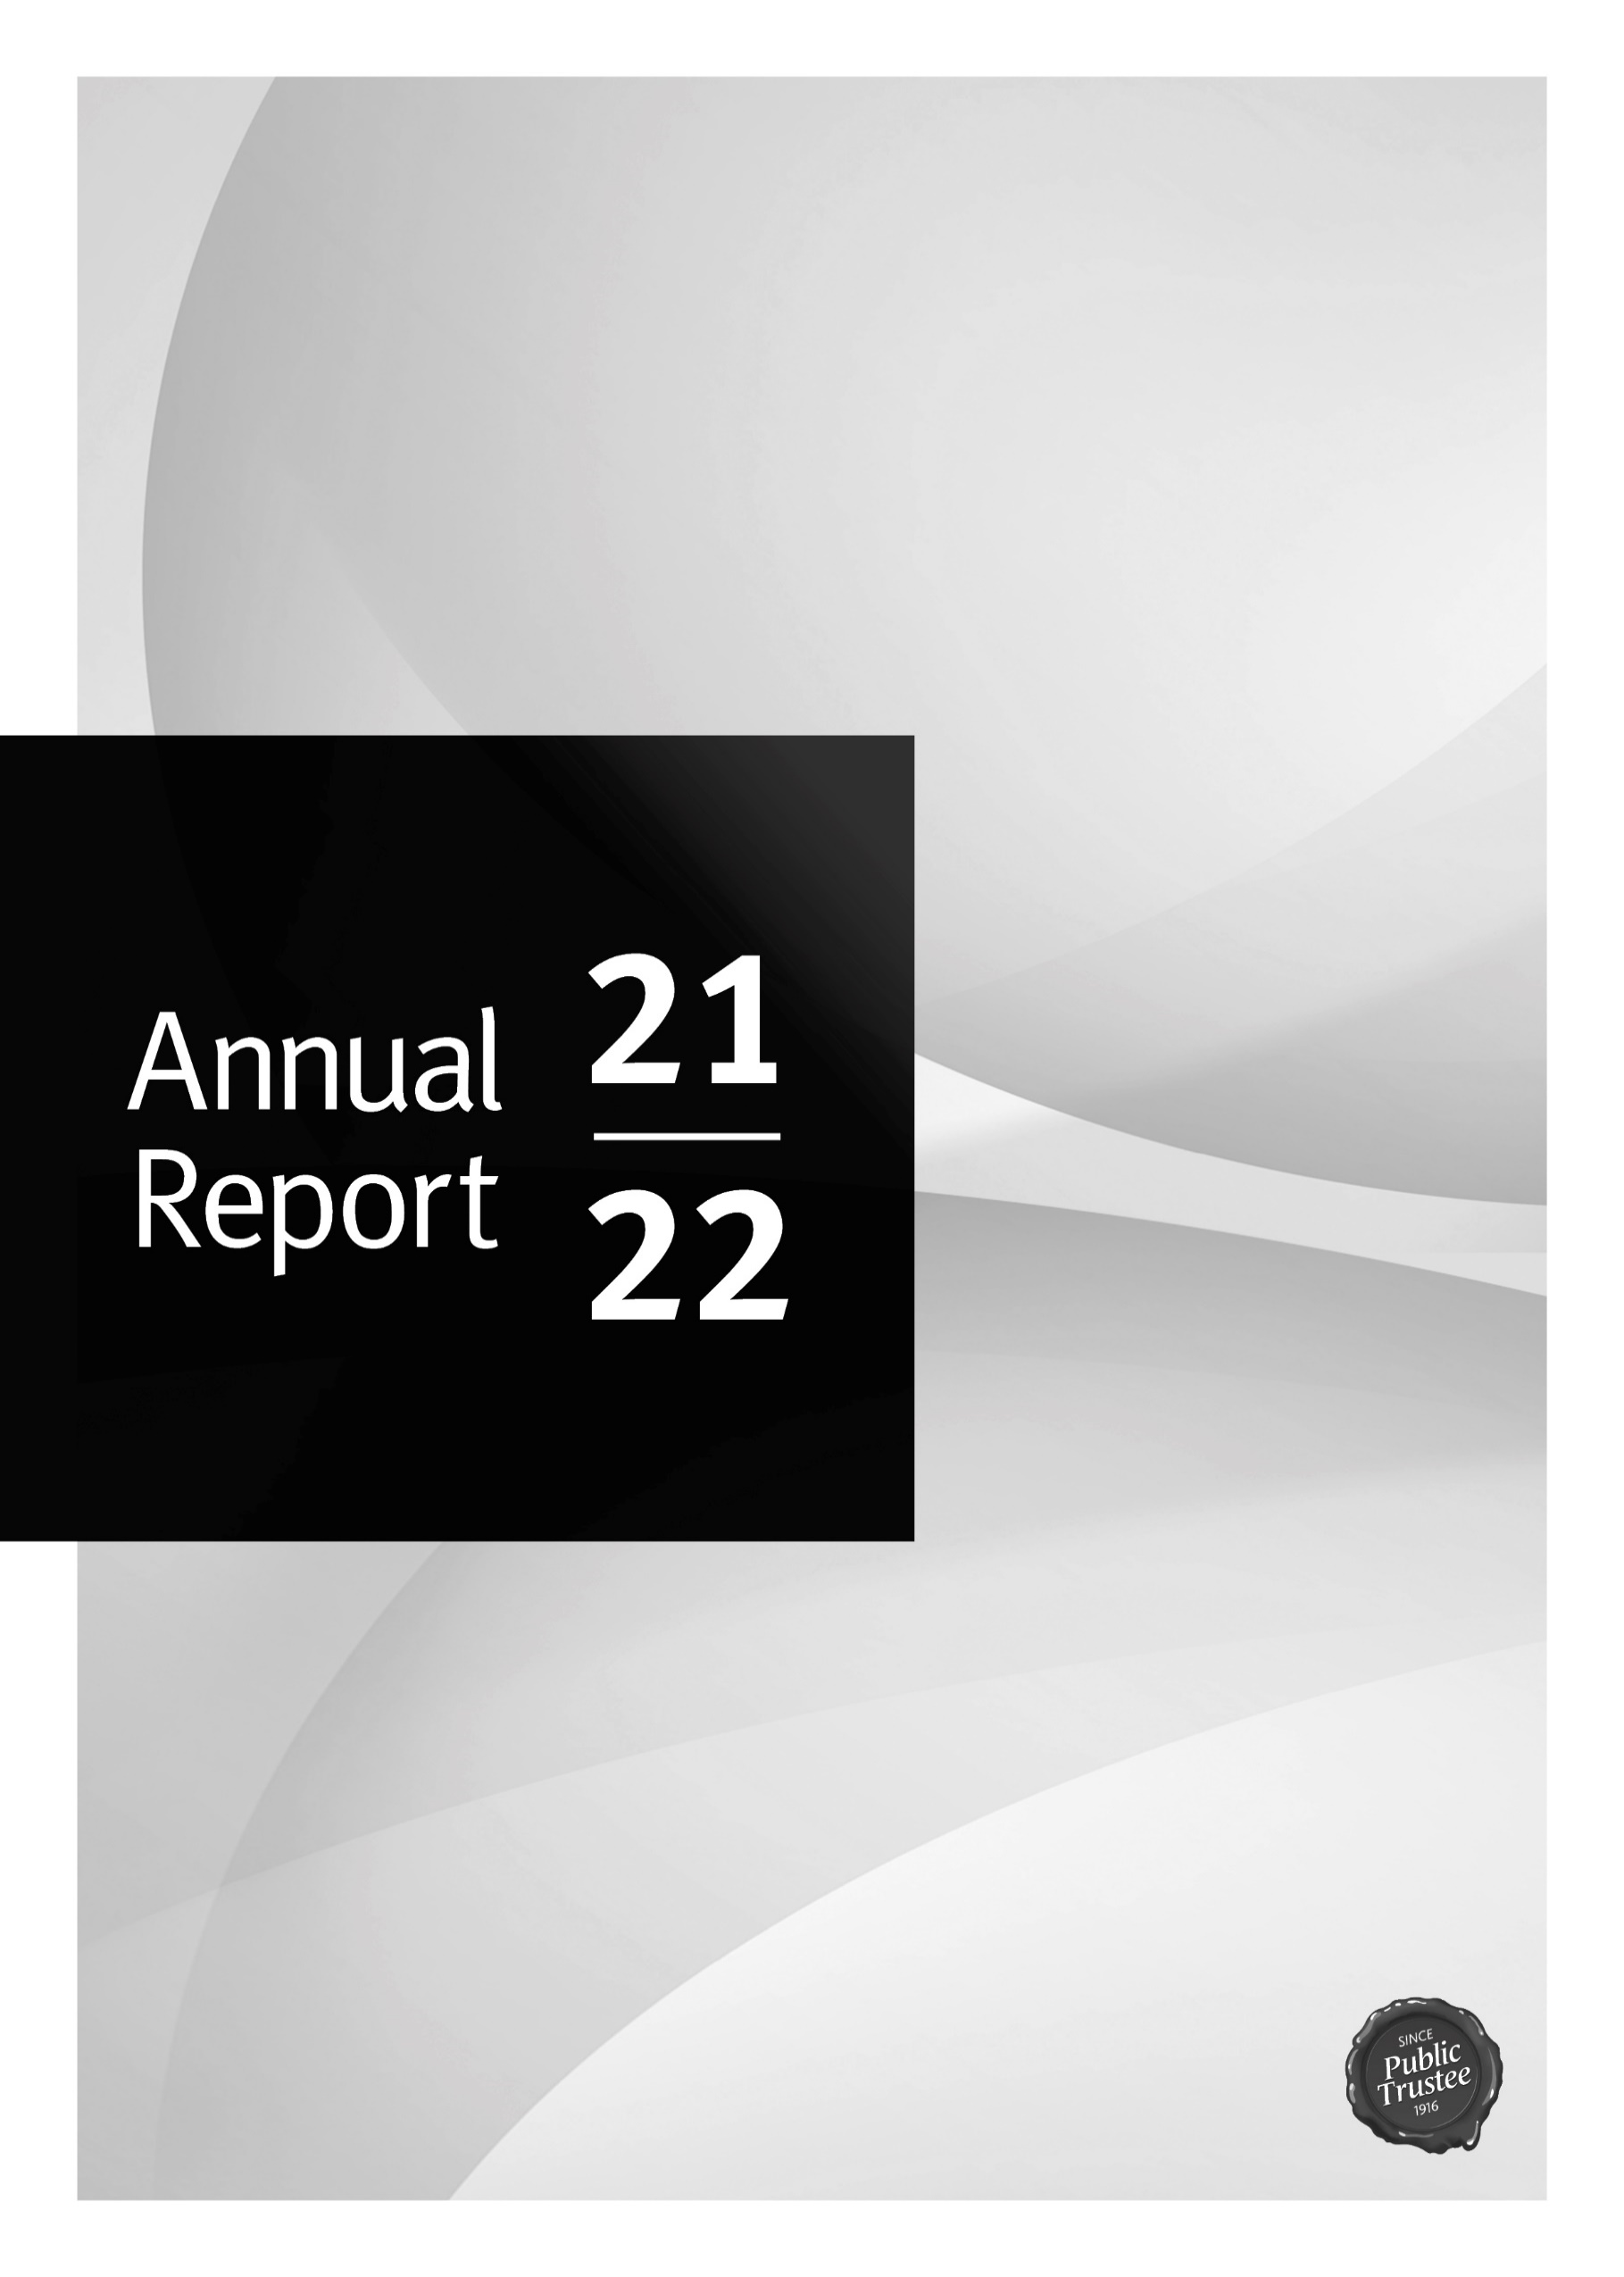 Annual
Report
21
22
SINCE
Public
Trustee
1916